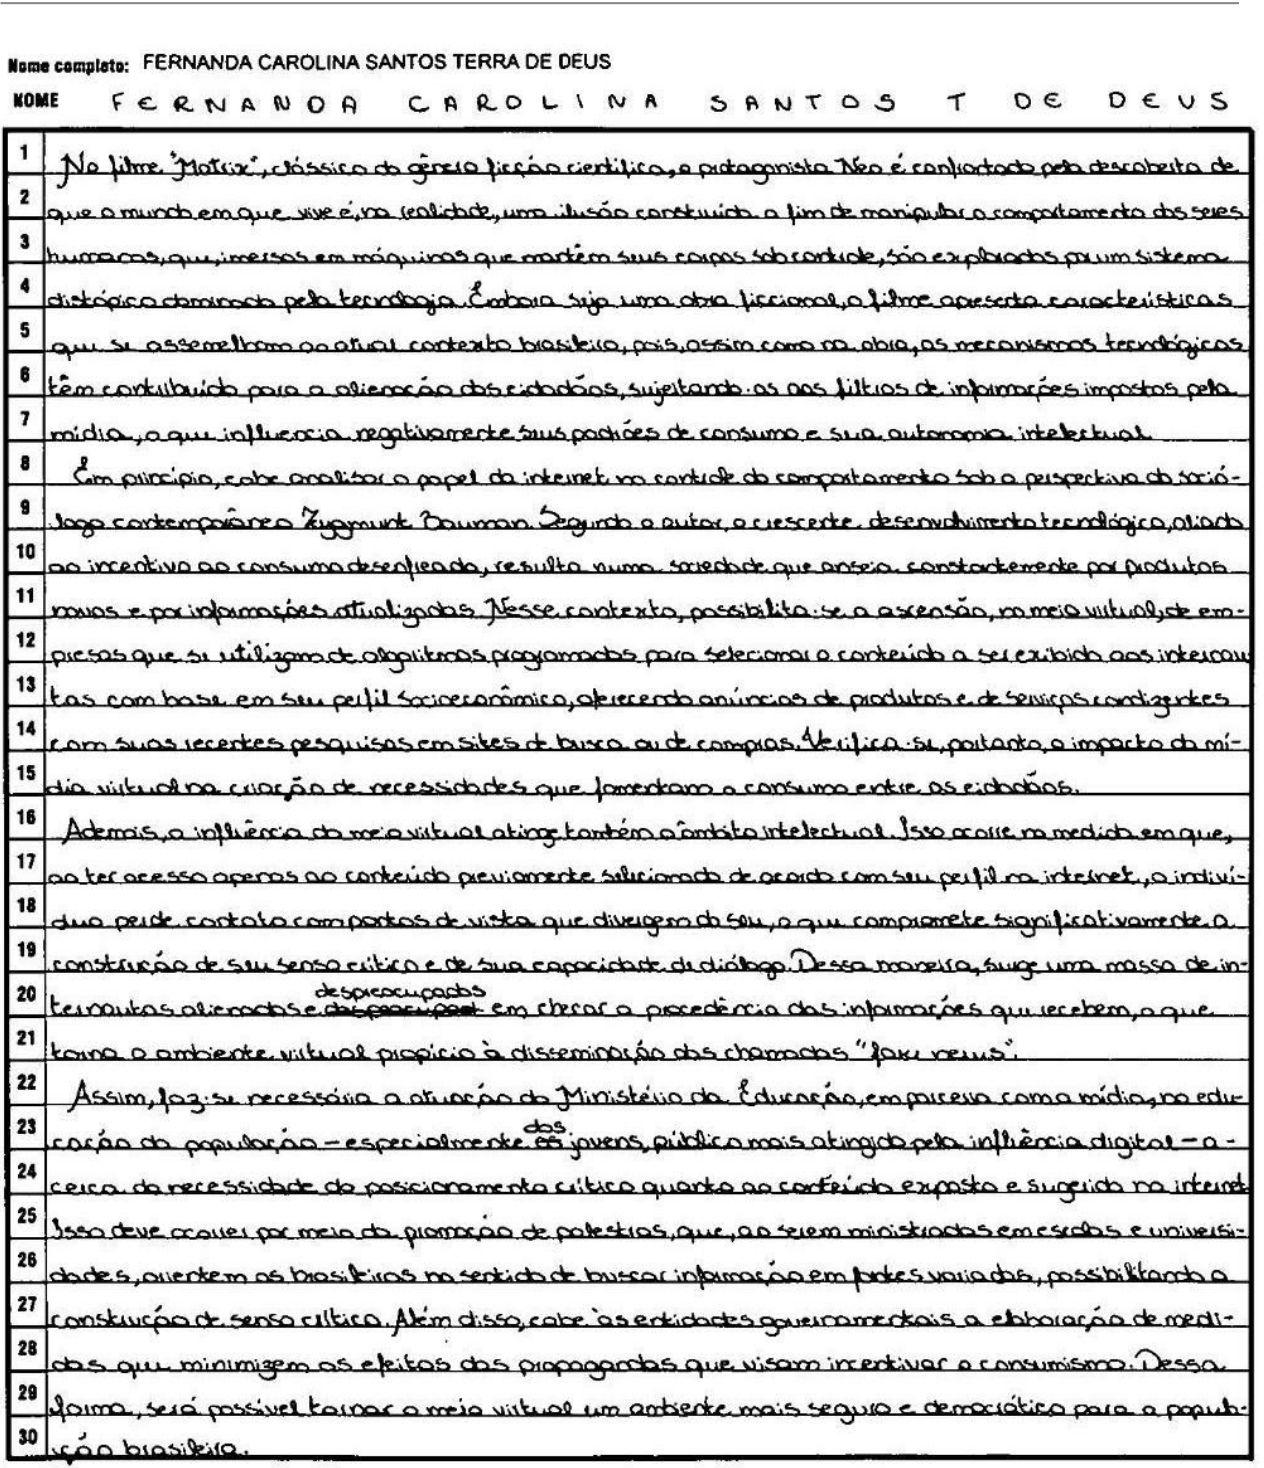 Nome completo: FERNANDA CAROLINA SANTOS TERRA DE DEUS
NOME FERNANDA CAROLINA SANTOS T DE DEUS
1 No filme "Matrix", clássico do gênero ficção científica, o protagonista Neo é confrontado pela descoberta de
2 que o mundo em que vive é, na realidade, uma ilusão construída a fim de manipular o comportamento dos seres
3 humanos, que, imersos em máquinas que mantêm seus corpos sob controle, são explorados por um sistema
4 distópico dominado pela tecnologia. Embora seja uma obra ficcional, o filme apresenta características
5 que se assemelham ao atual contexto brasileiro, pois, assim como na obra, os mecanismos tecnológicos
6 têm contribuído para a alienação dos cidadãos, sujeitando-os aos filtros de informações impostos pela
7 mídia, o que influencia negativamente seus padrões de consumo e sua autonomia intelectual.
8 Em princípio, cabe analisar o papel da internet no controle do comportamento sob a perspectiva do soció-
9 logo contemporâneo Zygmunt Bauman. Segundo o autor, o crescente desenvolvimento tecnológico, aliado
10 ao incentivo ao consumo desenfreado, resulta numa sociedade que anseia constantemente por produtos
11 novos e por informações atualizadas. Nesse contexto, possibilita-se a ascensão, no meio virtual, de em-
12 presas que se utilizam de algoritmos programados para selecionar o conteúdo a ser exibido aos internau
13 tas com base em seu perfil socioeconômico, oferecendo anúncios de produtos e de serviços condizentes
14 com suas recentes pesquisas em sites de busca ou de compras. Verifica-se, portanto, o impacto da mí-
15 dia virtual na criação de necessidades que fomentam o consumo entre os cidadãos.
16 Ademais, a influência do meio virtual atinge também o âmbito intelectual. Isso ocorre na medida em que,
17 ao ter acesso apenas ao conteúdo previamente selecionado de acordo com seu perfil na internet, o indiví-
18 duo perde contato com pontos de vista que divergem do seu, o que compromete significativamente a
19 construção de seu senso crítico e de sua capacidade de diálogo. Dessa maneira, surge uma massa de in-
20 ternautas alienados e despreocupados em checar a procedência das informações que recebem, o que
21 torna o ambiente virtual propício à disseminação das chamadas "fake news".
22 Assim, faz-se necessária a atuação do Ministério da Educação, em parceria com a mídia, na edu-
23 cação da população – especialmente dos jovens, público mais atingido pela influência digital – a-
24 cerca da necessidade do posicionamento crítico quanto ao conteúdo exposto e sugerido na internet
25 Isso deve ocorrer por meio da promoção de palestras, que, ao serem ministradas em escolas e universi-
26 dades, orientem os brasileiros no sentido de buscar informação em fontes variadas, possibilitando a
27 construção de senso crítico. Além disso, cabe às entidades governamentais a elaboração de medi-
28 das que minimizem os efeitos das propagandas que visam incentivar o consumismo. Dessa
29 forma, será possível tornar o meio virtual um ambiente mais seguro e democrático para a popula-
30 ção brasileira.